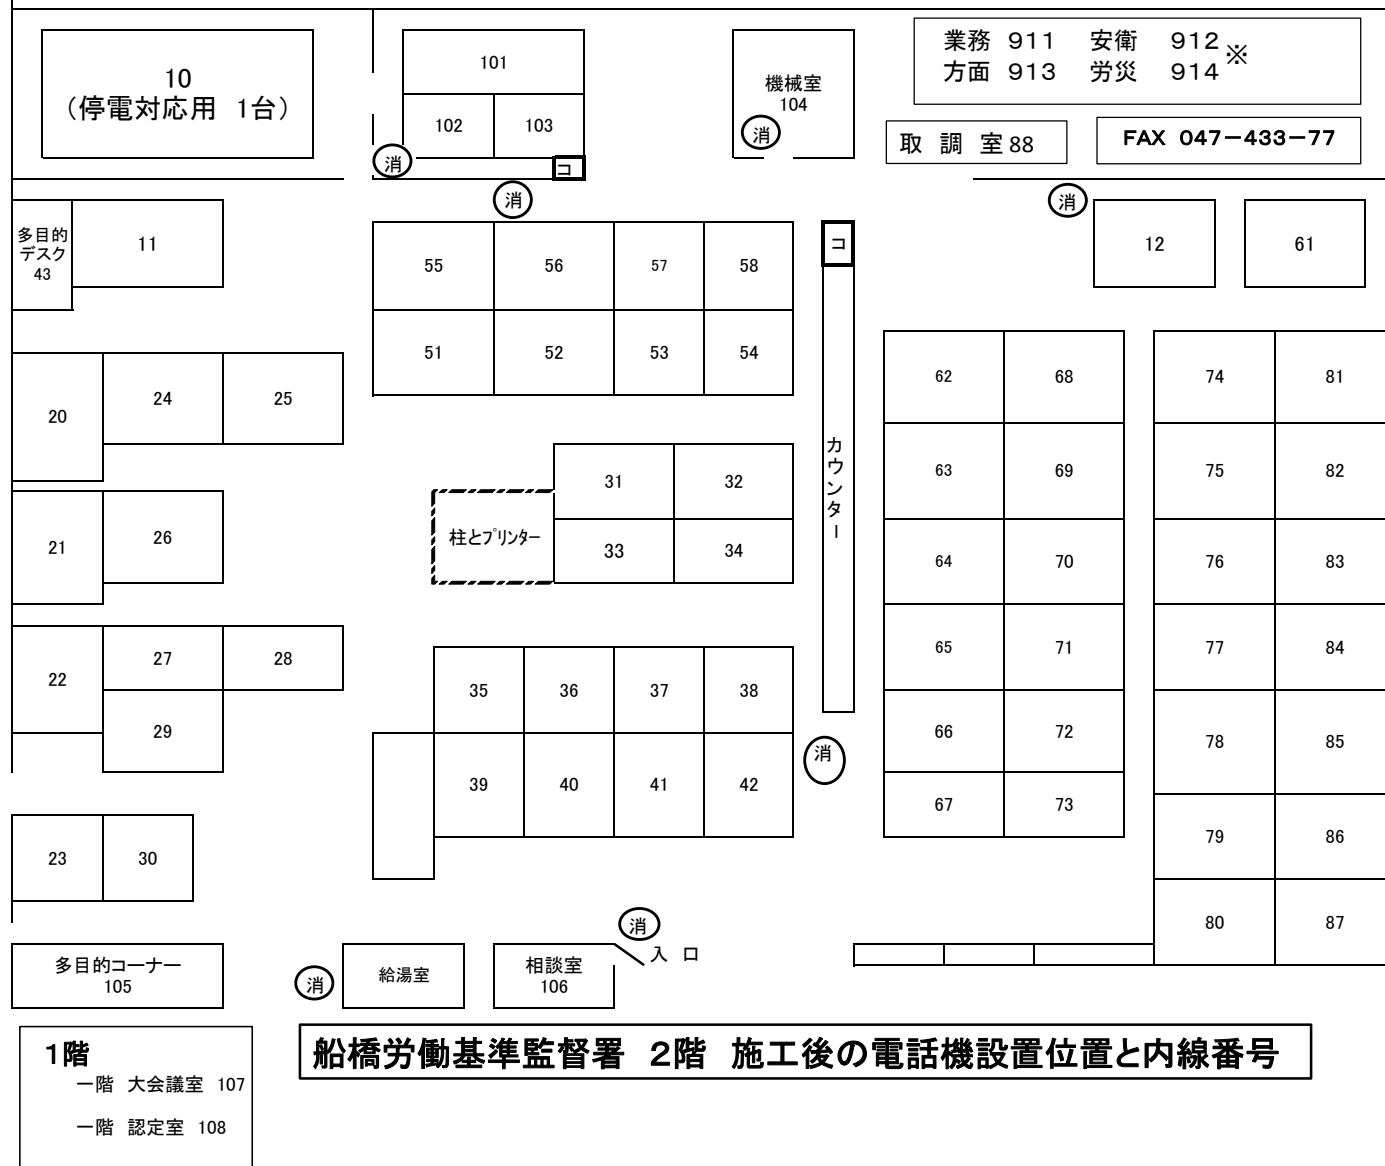 業務 911 安衛 912 ※
方面 913 労災 914
10
（停電対応用 1台）
101
102 103
機械室
104
消
消
コ
取 調 室 88
FAX 047－433－77
消
消
多目的
デスク
43
11
コ
12 61
55 56 57 58
51 52 53 54
20 24 25
62 68 74 81
カウンター
31 32
63 69 75 82
21 26
柱とプリンター
33 34
64 70 76 83
22 27 28
29
35 36 37 38
39 40 41 42
65 71 77 84
66 72 78 85
消
67 73 79 86
23 30
80 87
消
入 口
多目的コーナー
105
消
給湯室
相談室
106
1階
一階 大会議室 107
一階 認定室 108
船橋労働基準監督署 2階 施工後の電話機設置位置と内線番号